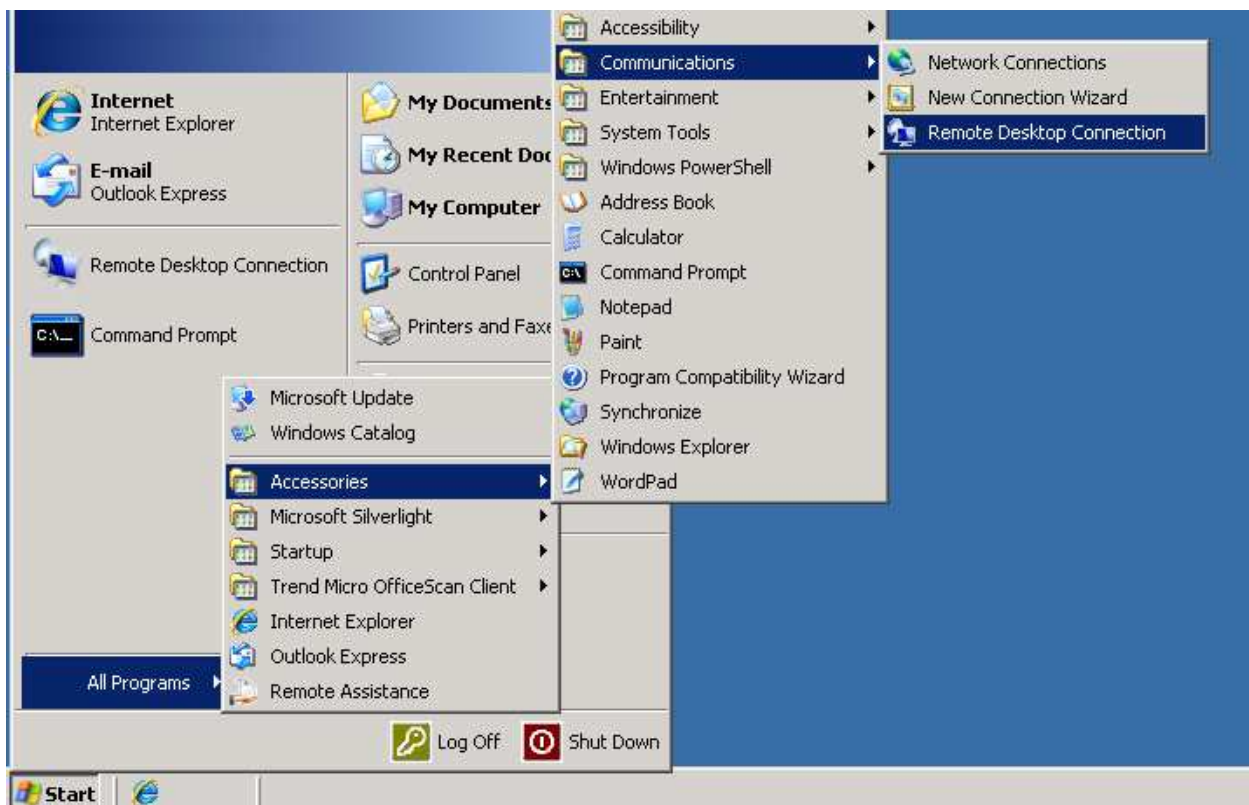 Internet
Internet Explorer
E-mail
Outlook Express
Remote Desktop Connection
Command Prompt
My Documents
My Recent Doc
My Computer
Control Panel
Printers and Faxe
Microsoft Update
Windows Catalog
Accessories
Microsoft Silverlight
Startup
Trend Micro OfficeScan Client
Internet Explorer
Outlook Express
Remote Assistance
All Programs
Log Off
Shut Down
Start
Accessibility
Communications
Entertainment
System Tools
Windows PowerShell
Address Book
Calculator
Command Prompt
Notepad
Paint
Program Compatibility Wizard
Synchronize
Windows Explorer
WordPad
Network Connections
New Connection Wizard
Remote Desktop Connection